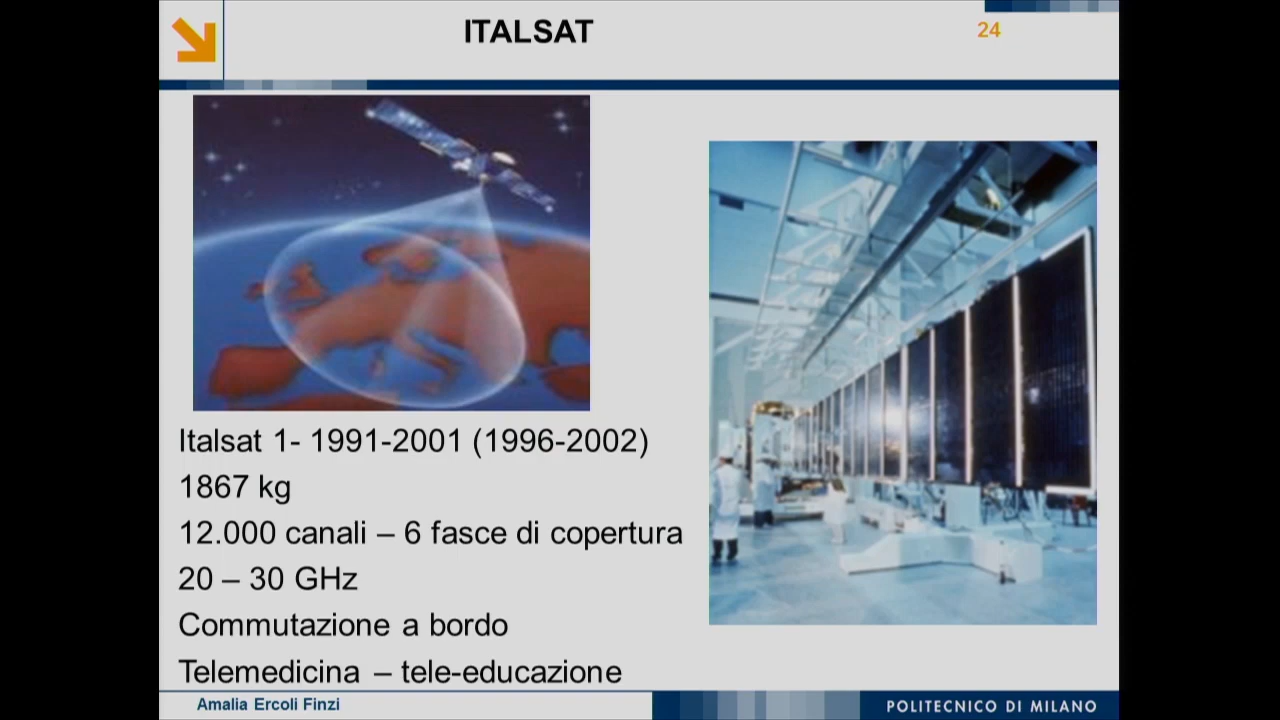 ITALSAT
24
Italsat 1- 1991-2001 (1996-2002)
1867 kg
12.000 canali – 6 fasce di copertura
20 – 30 GHz
Commutazione a bordo
Telemedicina – tele-educazione
Amalia Ercoli Finzi
POLITECNICO DI MILANO